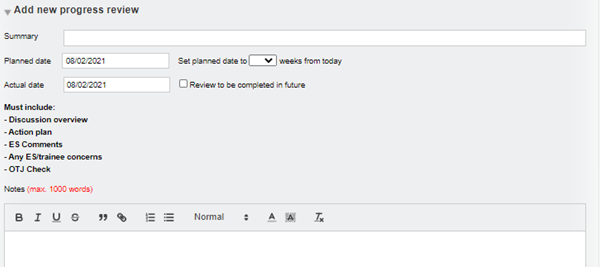 Add new progress review
Summary
Planned date 08/02/2021 Set planned date to weeks from today
Actual date 08/02/2021 Review to be completed in future
Must include:
- Discussion overview
- Action plan
- ES Comments
- Any ES/trainee concerns
- OTJ Check
Notes (max. 1000 words)
B I U S Normal A A Tx